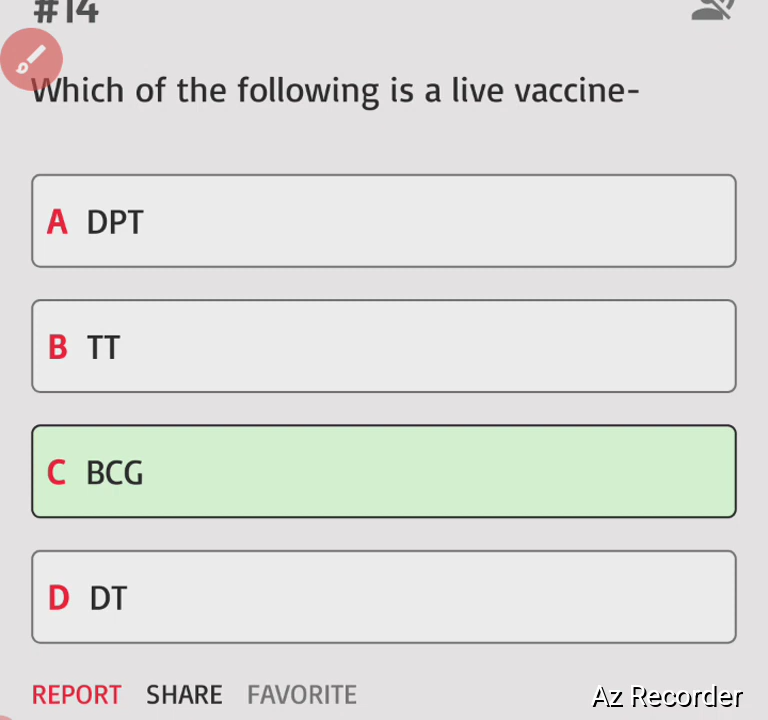 #14
Which of the following is a live vaccine-
A DPT
B TT
C BCG
D DT
REPORT SHARE FAVORITE
Az Recorder